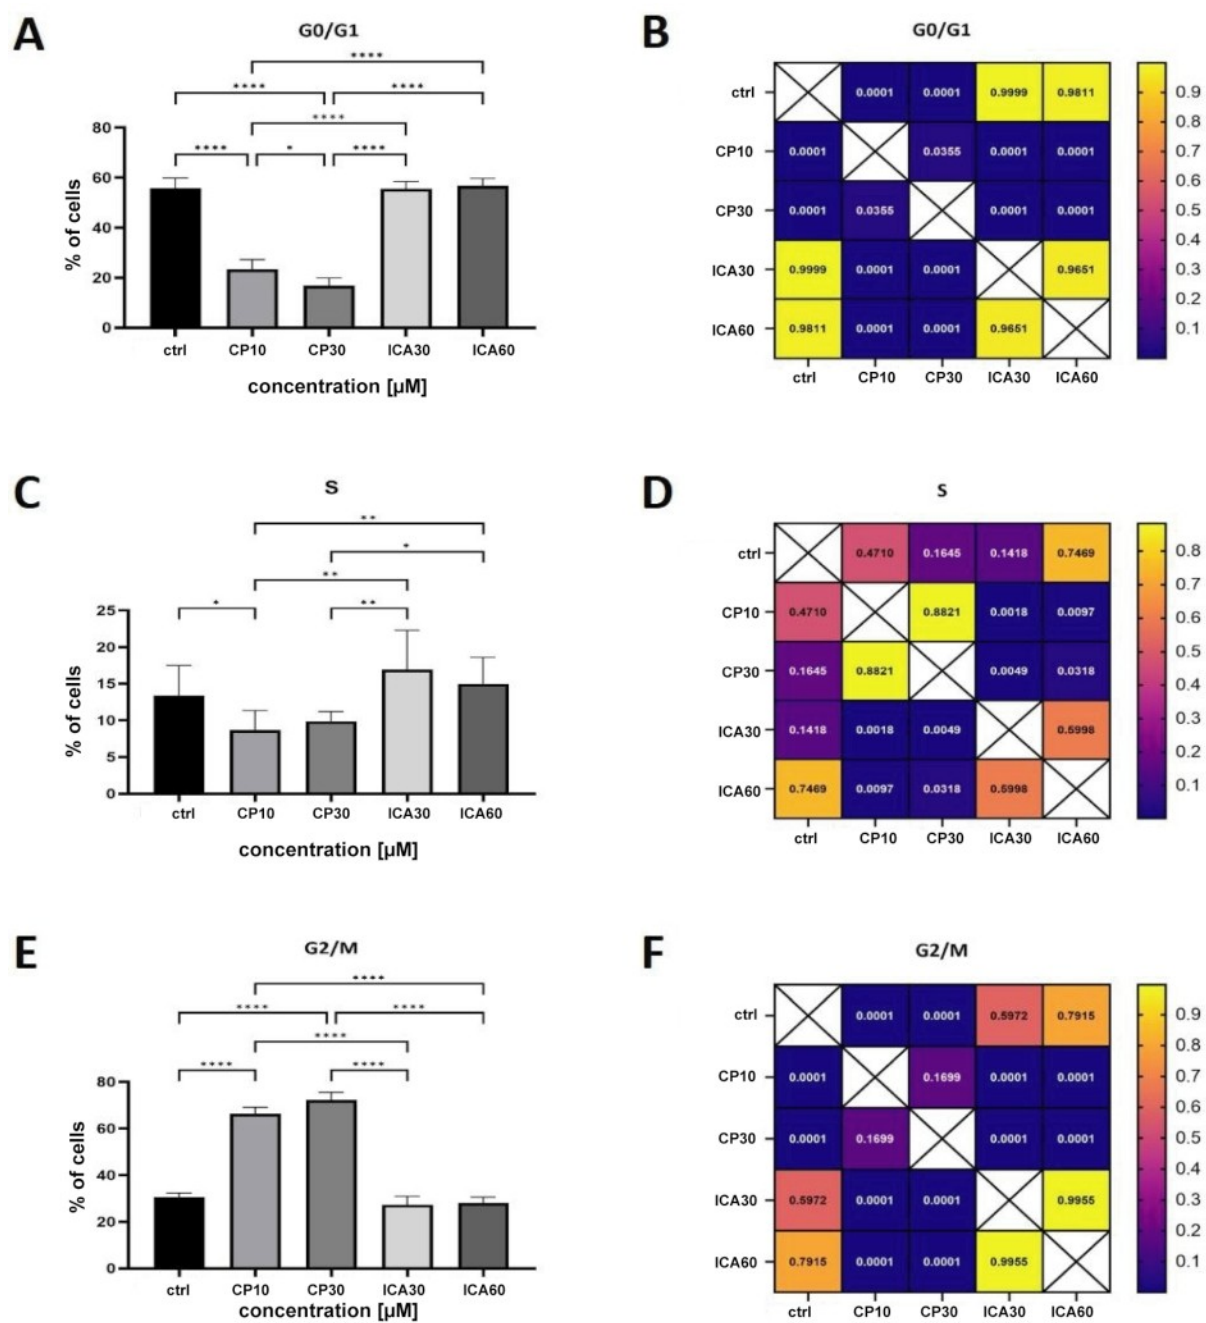 A
G0/G1
****
**** ****
****
**** * ****
80
60
40
20
0
% of cells
ctrl CP10 CP30 ICA30 ICA60
concentration [µM]
B
G0/G1
ctrl 0.0001 0.0001 0.9999 0.9811
CP10 0.0001 0.0355 0.0001 0.0001
CP30 0.0001 0.0355 0.0001 0.0001
ICA30 0.9999 0.0001 0.0001 0.9651
ICA60 0.9811 0.0001 0.0001 0.9651
ctrl CP10 CP30 ICA30 ICA60
0.9
0.8
0.7
0.6
0.5
0.4
0.3
0.2
0.1
C
S
**
*
**
* **
25
20
15
10
5
0
% of cells
ctrl CP10 CP30 ICA30 ICA60
concentration [µM]
D
S
ctrl 0.4710 0.1645 0.1418 0.7469
CP10 0.4710 0.8821 0.0018 0.0097
CP30 0.1645 0.8821 0.0049 0.0318
ICA30 0.1418 0.0018 0.0049 0.5998
ICA60 0.7469 0.0097 0.0318 0.5998
ctrl CP10 CP30 ICA30 ICA60
0.8
0.7
0.6
0.5
0.4
0.3
0.2
0.1
E
G2/M
****
**** ****
****
**** ****
80
60
40
20
0
% of cells
ctrl CP10 CP30 ICA30 ICA60
concentration [µM]
F
G2/M
ctrl 0.0001 0.0001 0.5972 0.7915
CP10 0.0001 0.1699 0.0001 0.0001
CP30 0.0001 0.1699 0.0001 0.0001
ICA30 0.5972 0.0001 0.0001 0.9955
ICA60 0.7915 0.0001 0.0001 0.9955
ctrl CP10 CP30 ICA30 ICA60
0.9
0.8
0.7
0.6
0.5
0.4
0.3
0.2
0.1